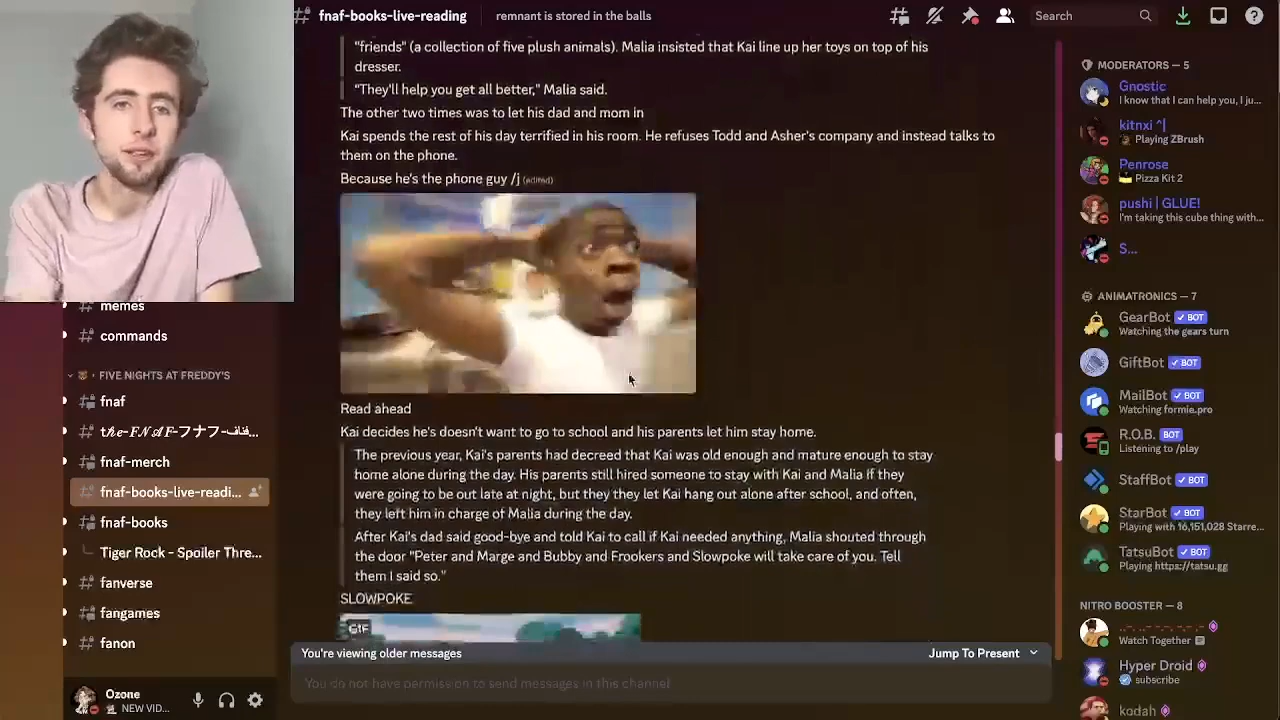 fnaf-books-live-reading
remnant is stored in the balls
Search
"friends" (a collection of five plush animals). Malia insisted that Kai line up her toys on top of his
dresser.
"They'll help you get all better," Malia said.
The other two times was to let his dad and mom in
Kai spends the rest of his day terrified in his room. He refuses Todd and Asher's company and instead talks to
them on the phone.
Because he's the phone guy /j (edited)
Read ahead
Kai decides he's doesn't want to go to school and his parents let him stay home.
The previous year, Kai's parents had decreed that Kai was old enough and mature enough to stay
home alone during the day. His parents still hired someone to stay with Kai and Malia if they
were going to be out late at night, but they they let Kai hang out alone after school, and often,
they left him in charge of Malia during the day.
After Kai's dad said good-bye and told Kai to call if Kai needed anything, Malia shouted through
the door "Peter and Marge and Bubby and Frookers and Slowpoke will take care of you. Tell
them I said so."
SLOWPOKE
GIF
You're viewing older messages
Jump To Present
You do not have permission to send messages in this channel
memes
commands
FIVE NIGHTS AT FREDDY'S
fnaf
fnaf-merch
fnaf-books-live-readi...
fnaf-books
Tiger Rock - Spoiler Thre...
fanverse
fangames
fanon
Ozone
NEW VID...
MODERATORS — 5
Gnostic
I know that I can help you, I ju...
kitnxi ^|
Playing ZBrush
Penrose
Pizza Kit 2
pushi | GLUE!
I'm taking this cube thing with...
S...
ANIMATRONICS — 7
GearBot ✓ BOT
Watching the gears turn
GiftBot ✓ BOT
MailBot ✓ BOT
Watching formie.pro
R.O.B. BOT
Listening to /play
StaffBot ✓ BOT
StarBot ✓ BOT
Playing with 16,151,028 Starre...
TatsuBot ✓ BOT
Playing https://tatsu.gg
NITRO BOOSTER — 8
Watch Together
Hyper Droid
subscribe
kodah